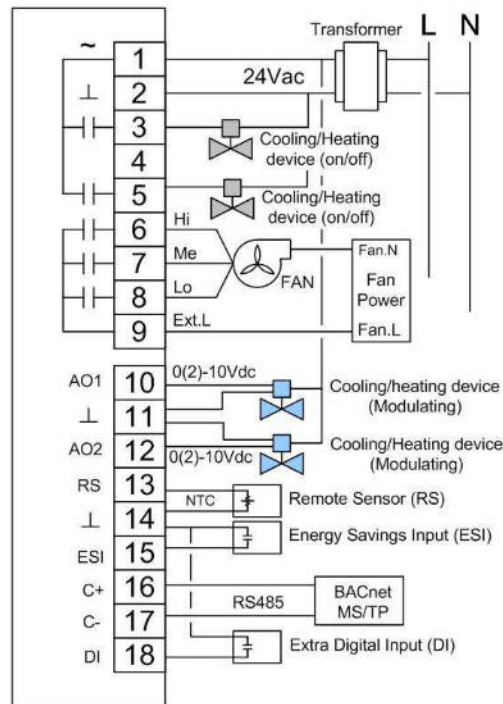 Transformer
L
N
~
1
24Vac
⊥
2
3
Cooling/Heating
device (on/off)
4
5
Cooling/Heating
device (on/off)
6
Hi
7
Me
FAN
8
Lo
9
Ext.L
Fan.N
Fan
Power
Fan.L
AO1
10
0(2)-10Vdc
Cooling/heating device
(Modulating)
⊥
11
AO2
12
0(2)-10Vdc
Cooling/Heating device
(Modulating)
RS
13
NTC
Remote Sensor (RS)
⊥
14
Energy Savings Input (ESI)
ESI
15
C+
16
RS485
BACnet
MS/TP
C-
17
DI
18
Extra Digital Input (DI)